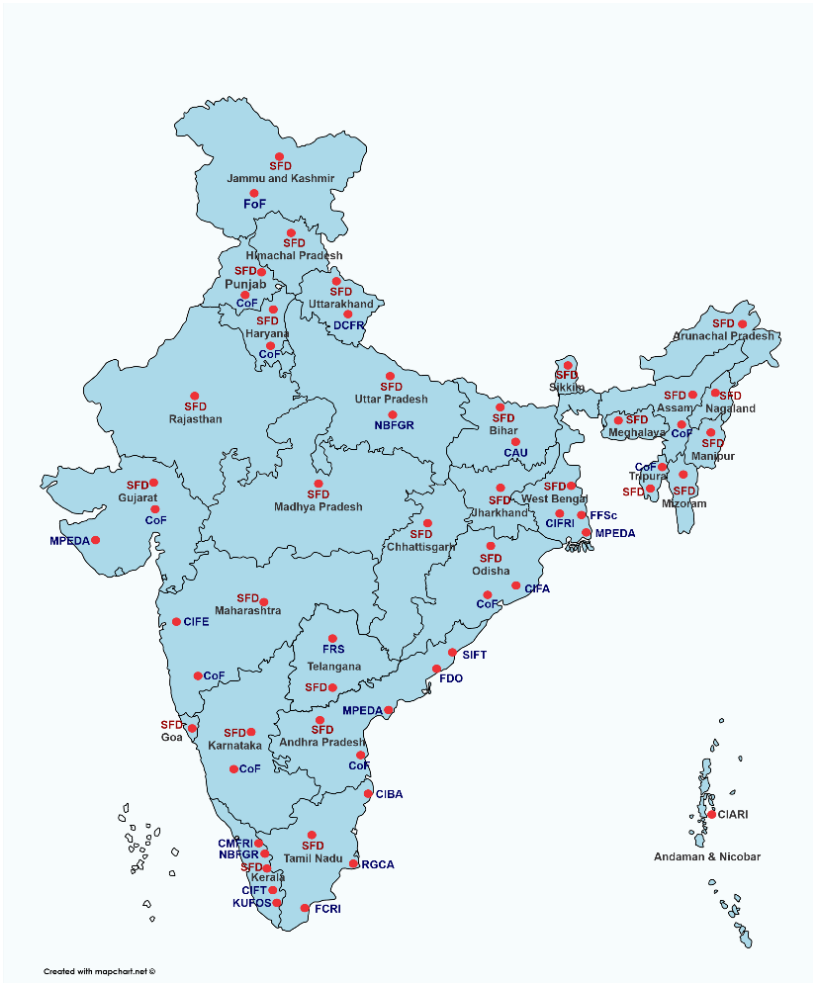 SFD
Jammu and Kashmir
FoF
SFD
Himachal Pradesh
SFD
Punjab
CoF
SFD
Uttarakhand
DCFR
SFD
Haryana
CoF
SFD
Arunachal Pradesh
SFD
Sikkim
SFD
Rajasthan
SFD
Uttar Pradesh
NBFGR
SFD
Bihar
CAU
SFD
Assam
SFD
Nagaland
SFD
Meghalaya
CoF
SFD
Manipur
CoF
Tripura
SFD
SFD
Mizoram
SFD
Gujarat
CoF
MPEDA
SFD
Madhya Pradesh
SFD
Jharkhand
SFD
West Bengal
CIFRI
FFSc
MPEDA
SFD
Chhattisgarh
SFD
Odisha
CIFA
CoF
SFD
Maharashtra
CIFE
CoF
FRS
Telangana
SFD
SIFT
FDO
MPEDA
SFD
Goa
SFD
Karnataka
CoF
SFD
Andhra Pradesh
CoF
CIBA
CMFRI
NBFGR
SFD
Kerala
CIFT
KUFOS
SFD
Tamil Nadu
RGCA
FCRI
CIARI
Andaman & Nicobar
Created with mapchart.net ©